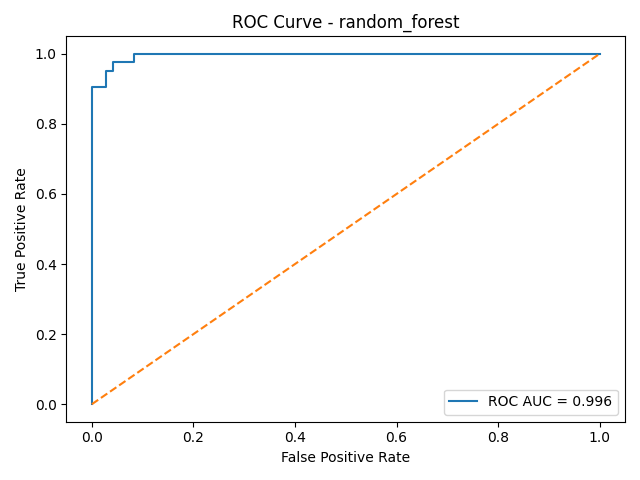 ROC Curve - random_forest
True Positive Rate
1.0
0.8
0.6
0.4
0.2
0.0
ROC AUC = 0.996
0.0 0.2 0.4 0.6 0.8 1.0
False Positive Rate